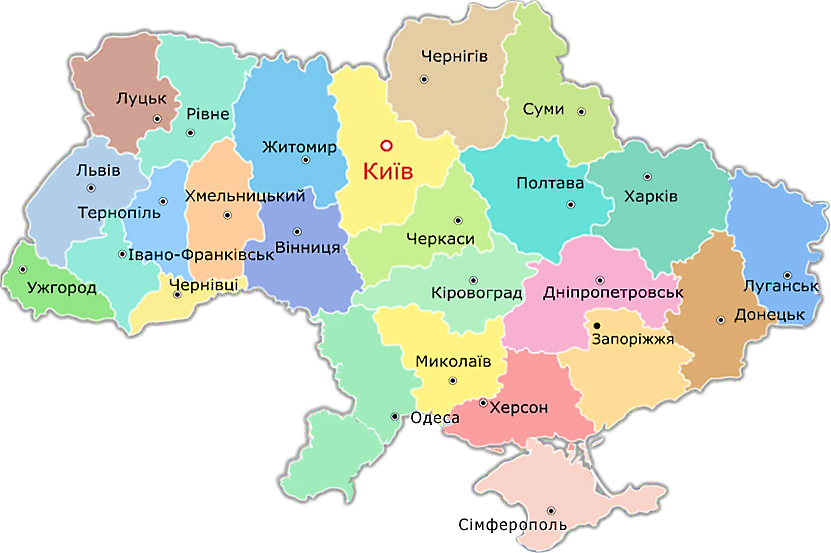 Чернігів
Луцьк
Рівне
Суми
Житомир
Київ
Львів
Тернопіль
Хмельницький
Полтава
Харків
Івано-Франківськ
Вінниця
Черкаси
Ужгород
Чернівці
Кіровоград
Дніпропетровськ
Луганськ
Донецьк
Запоріжжя
Миколаїв
Херсон
Одеса
Сімферополь